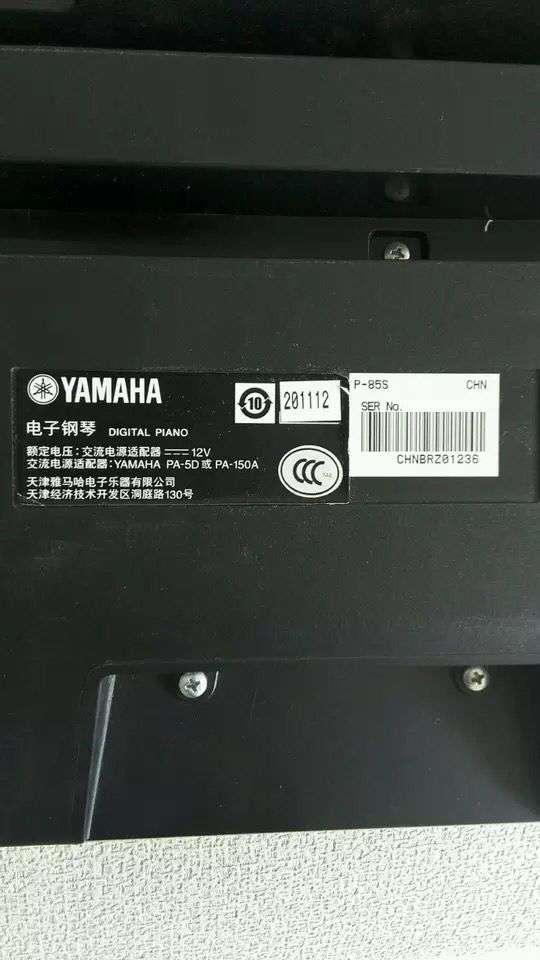 YAMAHA
电子钢琴 DIGITAL PIANO
额定电压：交流电源适配器⎓12V
交流电源适配器：YAMAHA PA-5D 或 PA-150A
天津雅马哈电子乐器有限公司
天津经济技术开发区洞庭路130号
10
201112
CCC
P-85S CHN
SER No.
CHNBRZ01236